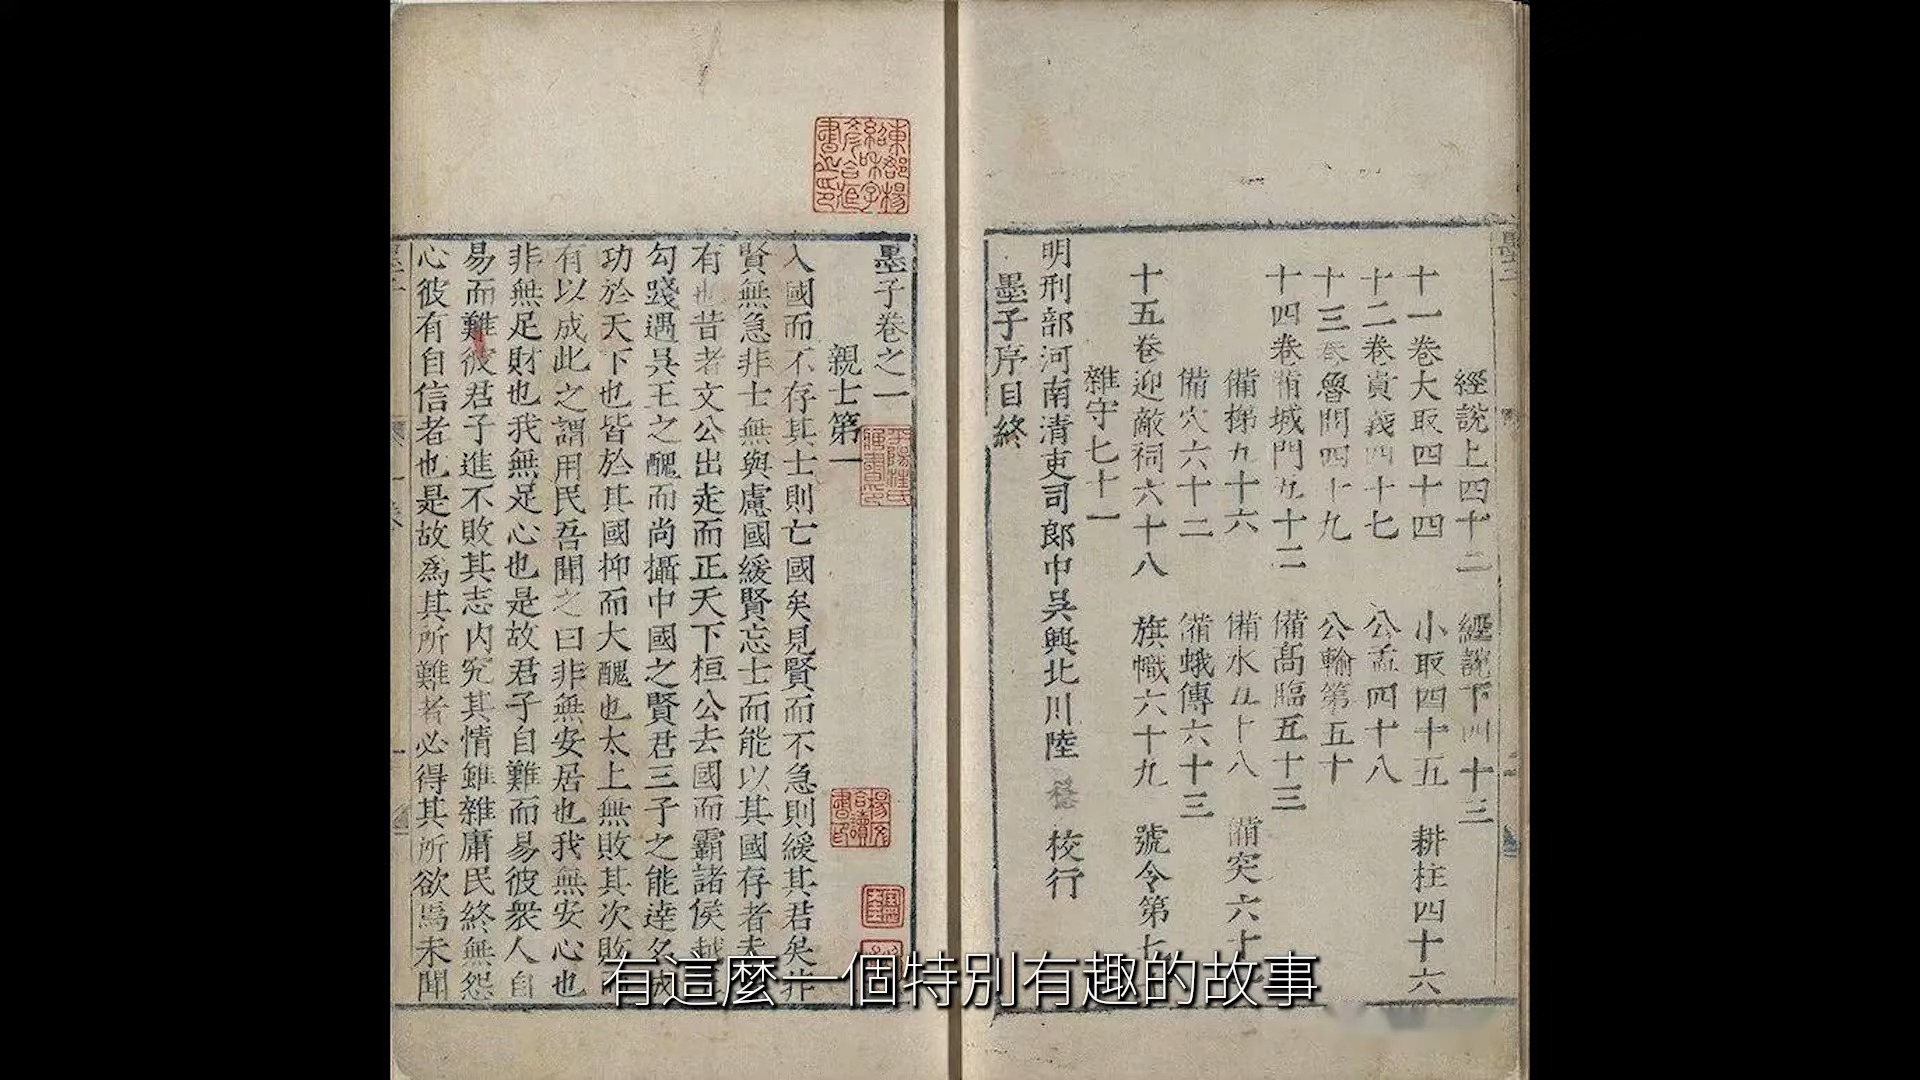 經說上四十二 經說下四十三
十一卷大取四十四 小取四十五 耕柱四十六
十二卷貴義四十七 公孟四十八
十三卷魯問四十九 公輸第五十
十四卷備城門五十二 備高臨五十三
備梯五十六 備水五十八 備突六十一
備穴六十二 備蛾傳六十三
十五卷迎敵祠六十八 旗幟六十九 號令第七
雜守七十一
明刑部河南清吏司郎中吳興北川陸 穩 校行
墨子序目終
墨子卷之一
親士第一
入國而不存其士則亡國矣見賢而不急則緩其君矣非
賢無急非士無與慮國緩賢忘士而能以其國存者未
有也昔者文公出走而正天下桓公去國而霸諸侯越王
勾踐遇吳王之醜而尚攝中國之賢君三子之能達名成
功於天下也皆於其國抑而大醜也太上無敗其次敗而
有以成此之謂用民吾聞之曰非無安居也我無安心也
非無足財也我無足心也是故君子自難而易彼眾人自
易而難彼君子進不敗其志內究其情雖雜庸民終無怨
心彼有自信者也是故為其所難者必得其所欲焉未聞
有這麼一個特別有趣的故事